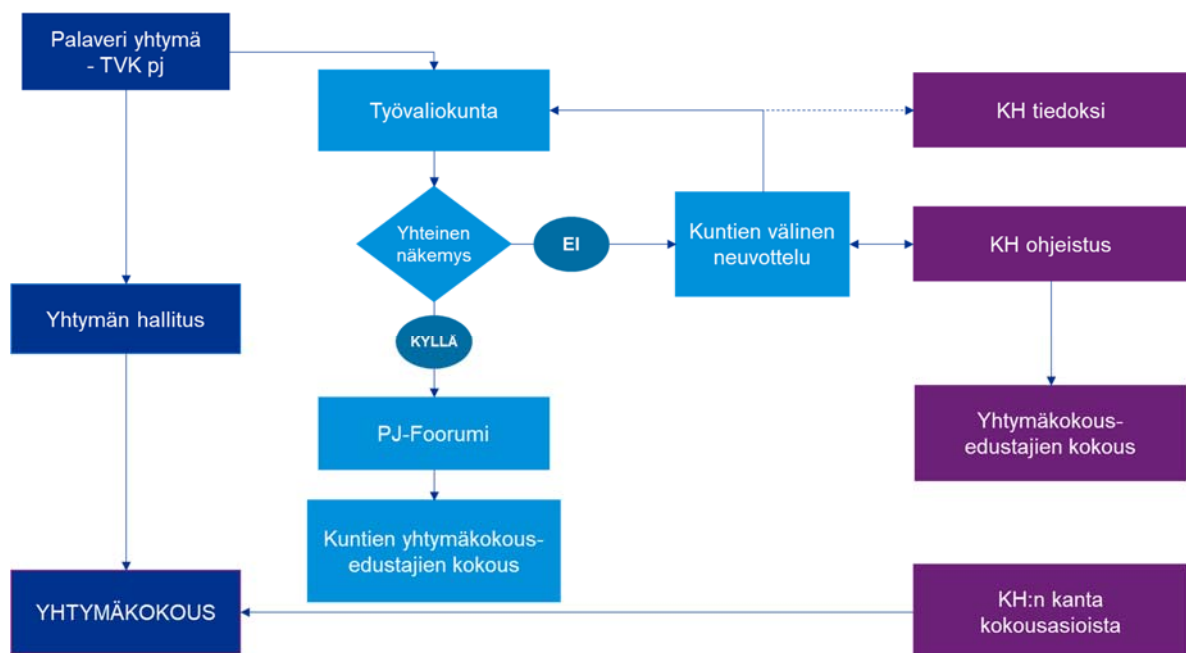 Palaveri yhtymä
- TVK pj
Työvaliokunta
KH tiedoksi
Yhteinen
näkemys
EI
Kuntien välinen
neuvottelu
KH ohjeistus
Yhtymän hallitus
KYLLÄ
PJ-Foorumi
Yhtymäkokous-
edustajien kokous
Kuntien yhtymäkokous-
edustajien kokous
YHTYMÄKOKOUS
KH:n kanta
kokousasioista